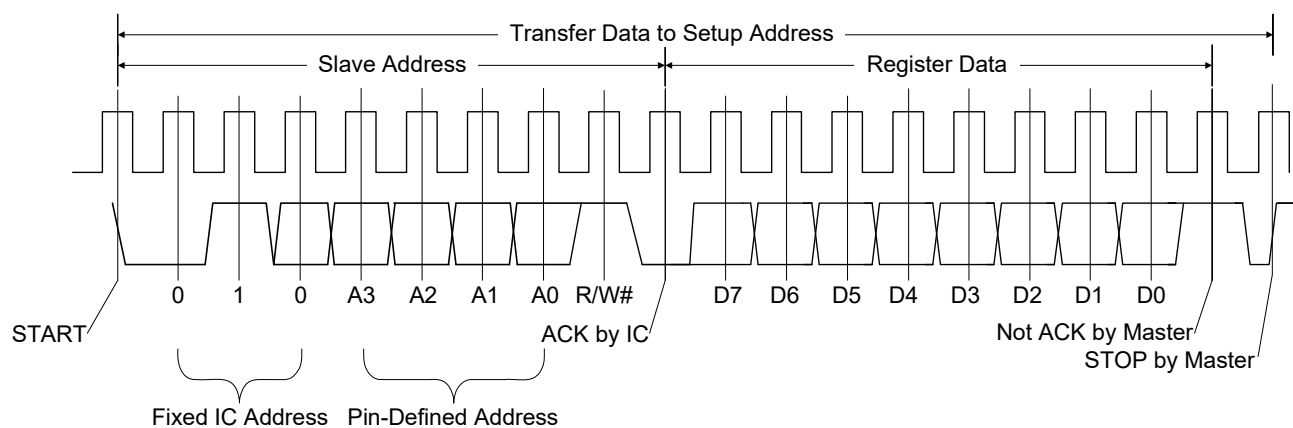 Transfer Data to Setup Address
Slave Address
Register Data
0 1 0 A3 A2 A1 A0 R/W# D7 D6 D5 D4 D3 D2 D1 D0
START
ACK by IC
Not ACK by Master
STOP by Master
Fixed IC Address
Pin-Defined Address